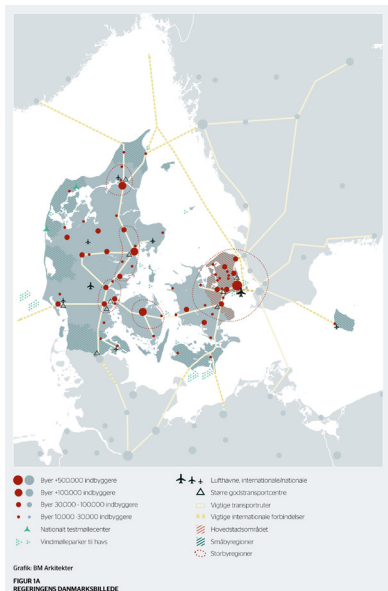 Byer +500.000 indbyggere
Byer +100.000 indbyggere
Byer 30.000 - 100.000 indbyggere
Byer 10.000 -30.000 indbyggere
Nationalt testmøllecenter
Vindmølleparker til havs
Lufthavne, internationale/nationale
Større godstransportcentre
Vigtige transportruter
Vigtige internationale forbindelser
Hovedstadsområdet
Småbyregioner
Storbyregioner
Grafik: BM Arkitekter
FIGUR 1A
REGERINGENS DANMARKSBILLEDE